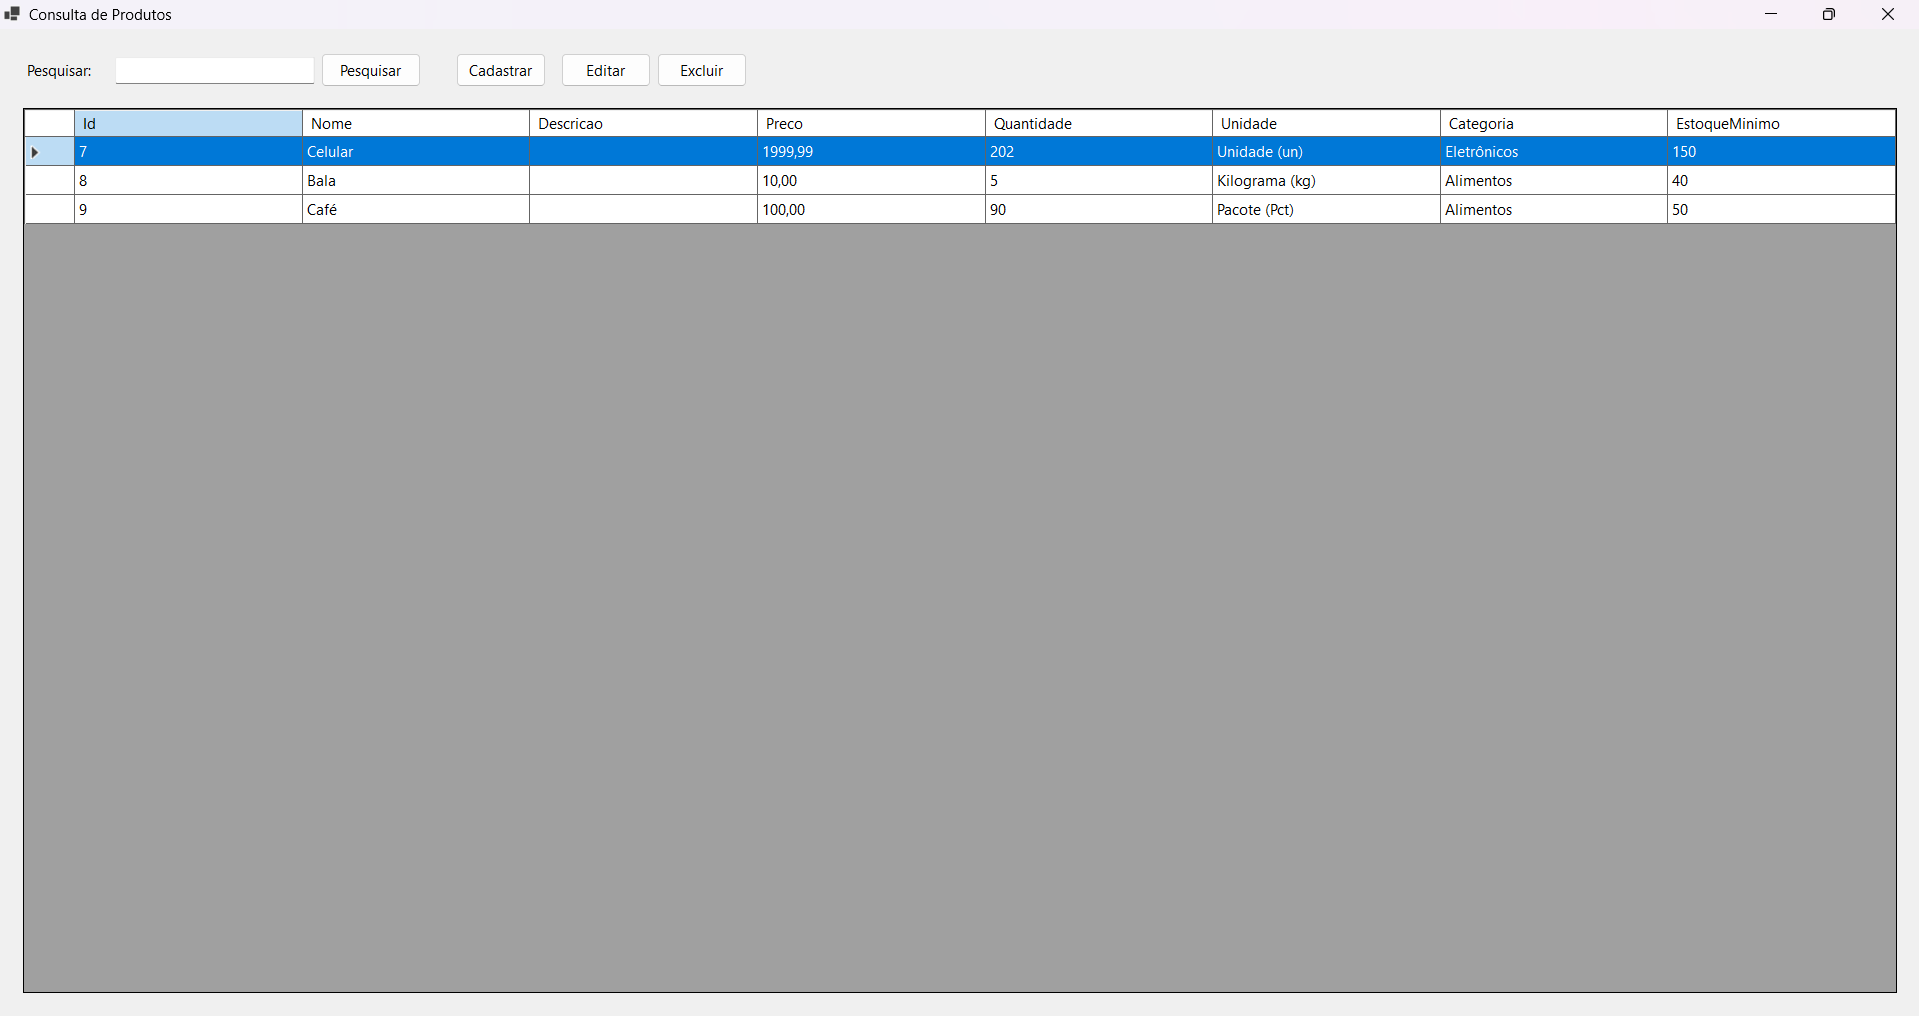 Consulta de Produtos
Pesquisar: Pesquisar Cadastrar Editar Excluir
Id Nome Descricao Preco Quantidade Unidade Categoria EstoqueMinimo
7 Celular 1999,99 202 Unidade (un) Eletrônicos 150
8 Bala 10,00 5 Kilograma (kg) Alimentos 40
9 Café 100,00 90 Pacote (Pct) Alimentos 50